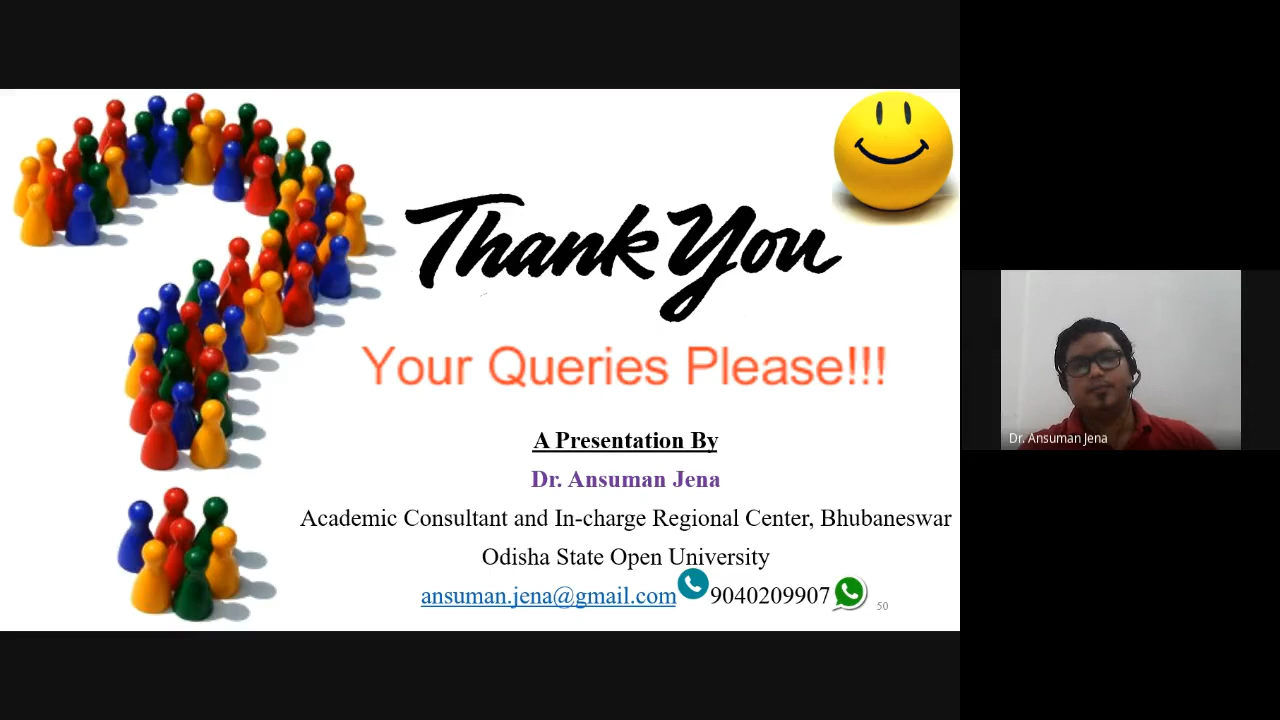 Thank You
Your Queries Please!!!
A Presentation By
Dr. Ansuman Jena
Academic Consultant and In-charge Regional Center, Bhubaneswar
Odisha State Open University
ansuman.jena@gmail.com 9040209907
50
Dr. Ansuman Jena